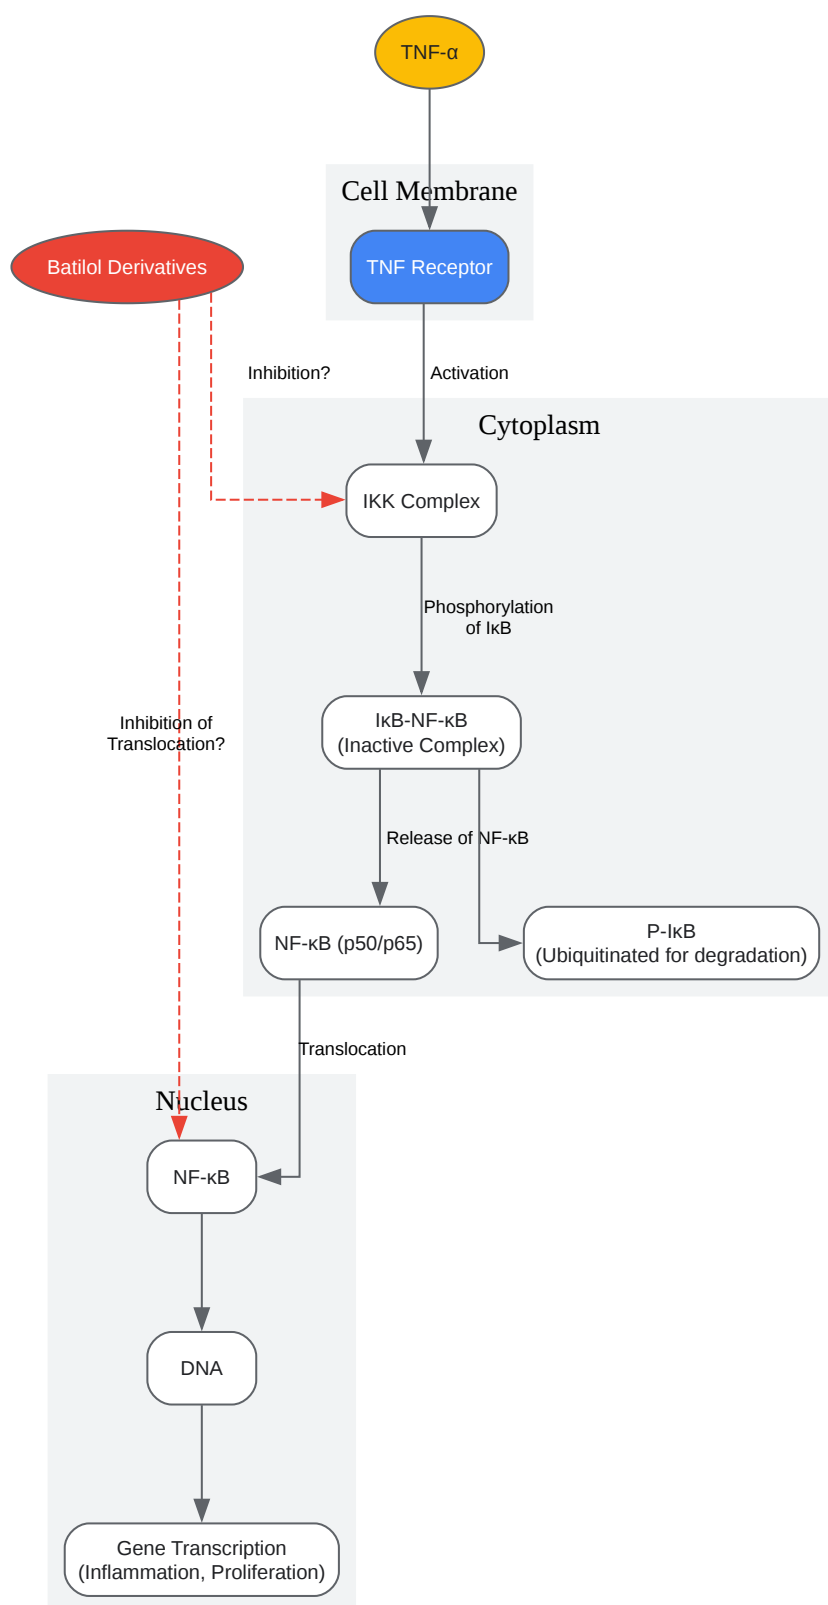 TNF-α
Cell Membrane
Batilol Derivatives
TNF Receptor
Inhibition?
Activation
Cytoplasm
IKK Complex
Phosphorylation
of IκB
IκB-NF-κB
(Inactive Complex)
Inhibition of
Translocation?
Release of NF-κB
NF-κB (p50/p65)
P-IκB
(Ubiquitinated for degradation)
Translocation
Nucleus
NF-κB
DNA
Gene Transcription
(Inflammation, Proliferation)